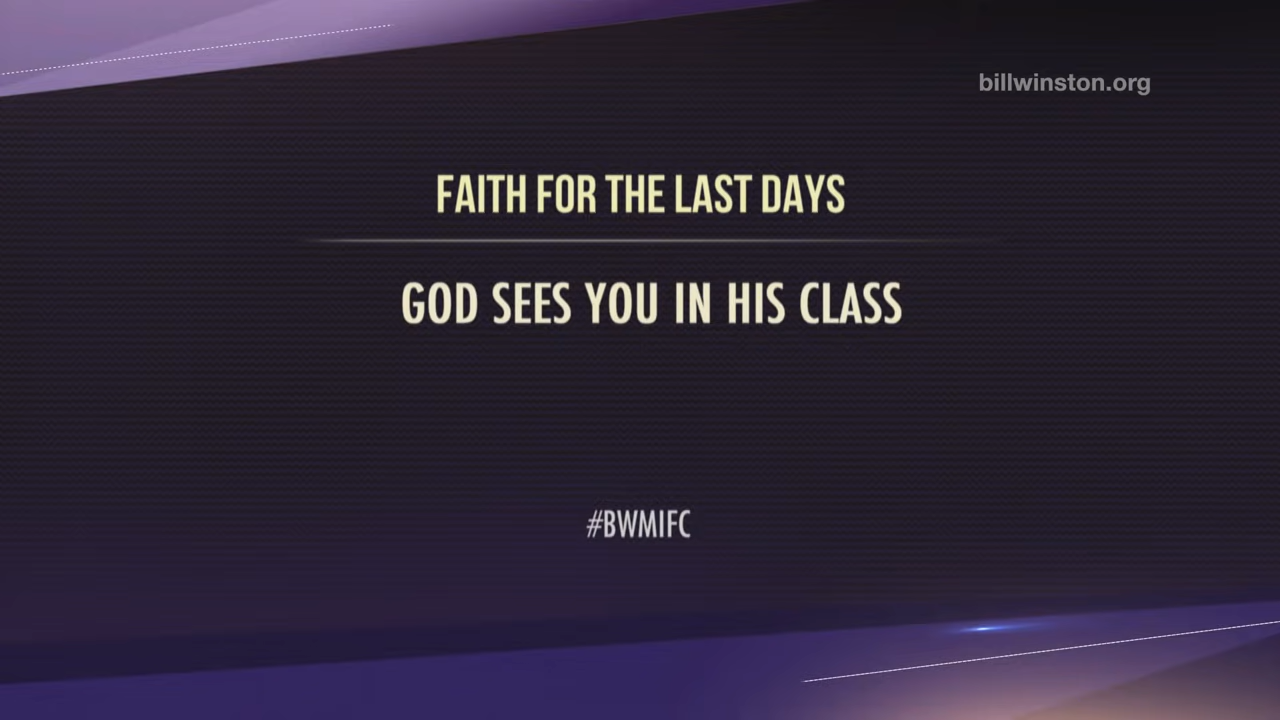 billwinston.org
FAITH FOR THE LAST DAYS
GOD SEES YOU IN HIS CLASS
#BWMIFC